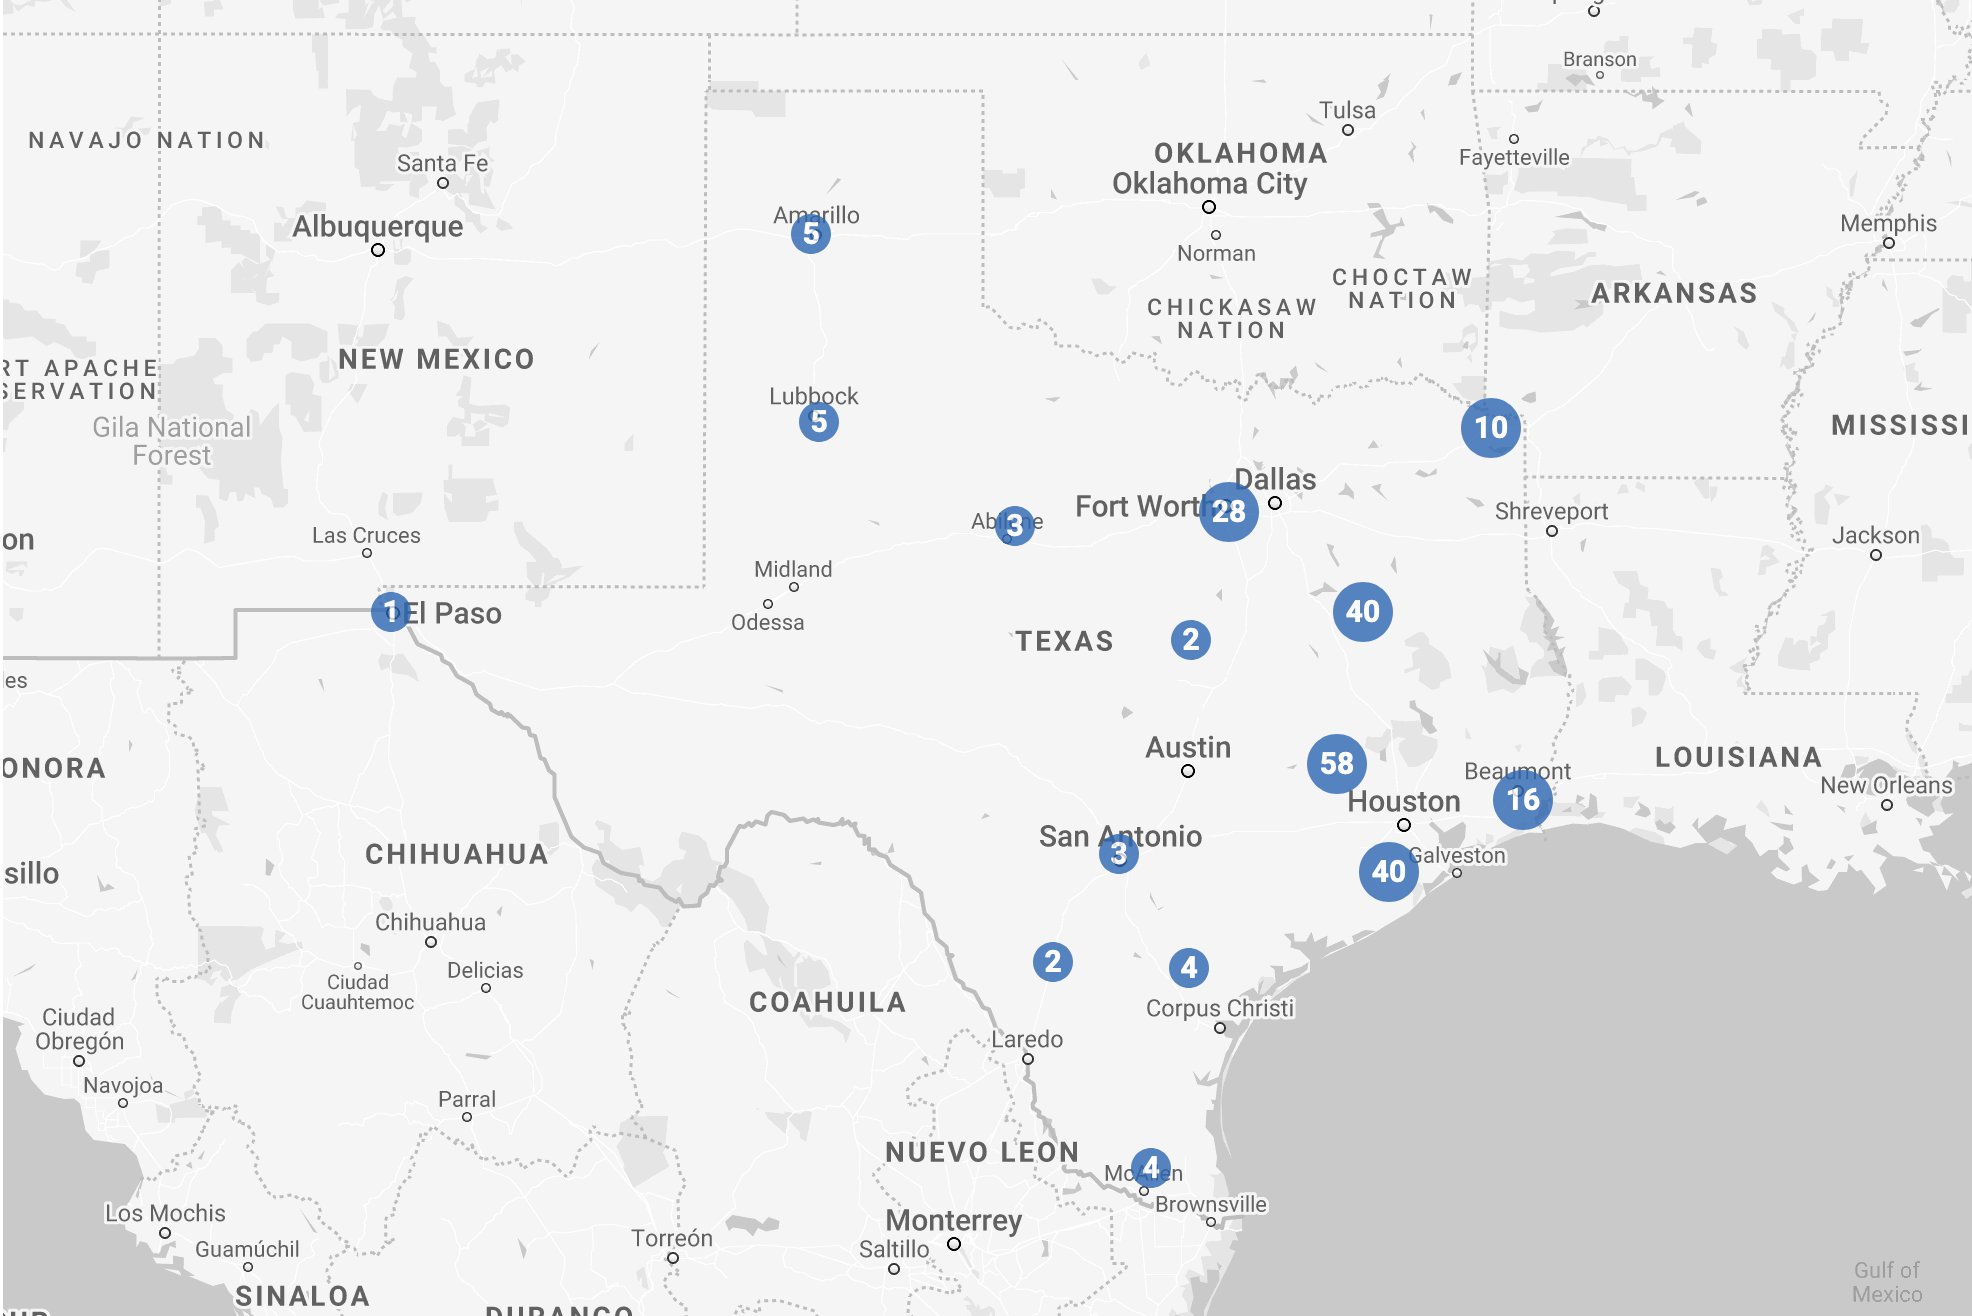 Branson
Tulsa
NAVAJO NATION
OKLAHOMA
Fayetteville
Santa Fe
Oklahoma City
Amarillo
5
Albuquerque
Memphis
Norman
CHOCTAW
NATION
ARKANSAS
CHICKASAW
NATION
NEW MEXICO
RT APACHE
SERVATION
Lubbock
5
Gila National
Forest
10
MISSISSI
Dallas
Fort Worth
28
Shreveport
Abilene
3
Las Cruces
on
Jackson
Midland
1
El Paso
Odessa
40
TEXAS
2
es
Austin
58
LOUISIANA
ONORA
Beaumont
16
New Orleans
Houston
San Antonio
3
CHIHUAHUA
Galveston
40
sillo
Chihuahua
2
4
Delicias
Ciudad
Cuauhtemoc
COAHUILA
Corpus Christi
Ciudad
Obregón
Laredo
Navojoa
Parral
NUEVO LEON
McAllen
4
Brownsville
Los Mochis
Monterrey
Torreón
Saltillo
Guamúchil
Gulf of
Mexico
SINALOA
DURANGO